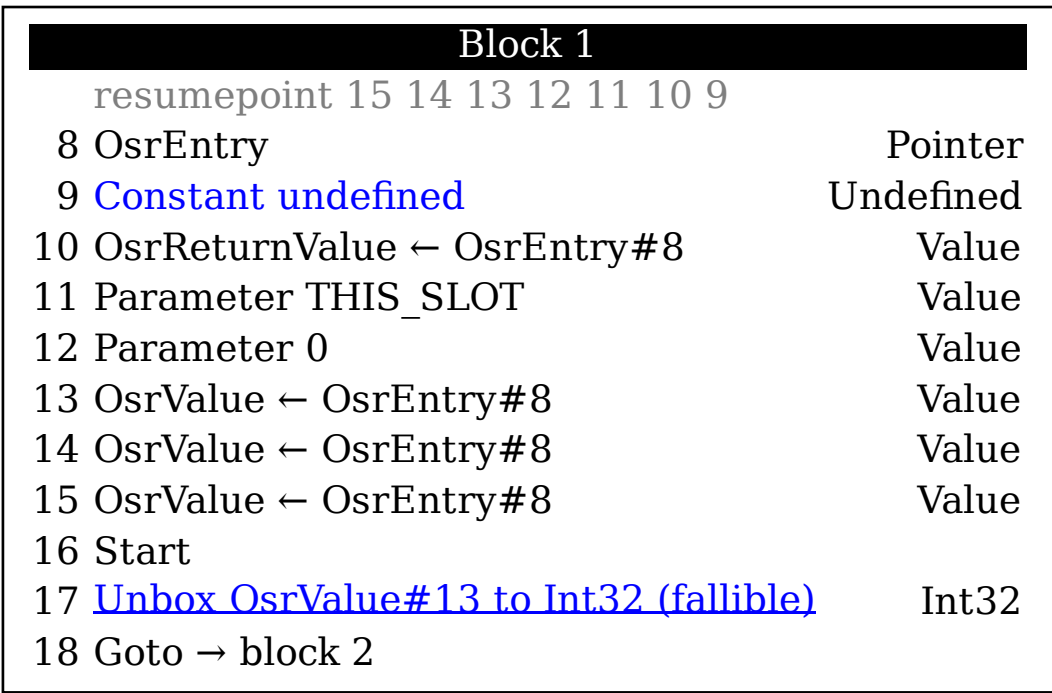 Block 1
resumepoint 15 14 13 12 11 10 9
8 OsrEntry Pointer
9 Constant undefined Undefined
10 OsrReturnValue ← OsrEntry#8 Value
11 Parameter THIS_SLOT Value
12 Parameter 0 Value
13 OsrValue ← OsrEntry#8 Value
14 OsrValue ← OsrEntry#8 Value
15 OsrValue ← OsrEntry#8 Value
16 Start
17 Unbox OsrValue#13 to Int32 (fallible) Int32
18 Goto → block 2